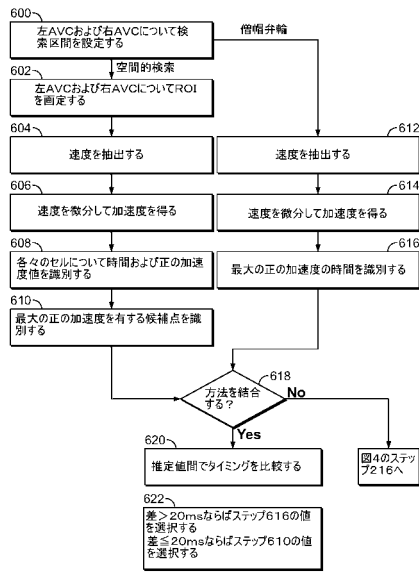 600
左AVCおよび右AVCについて検
索区間を設定する
僧帽弁輪
空間的検索
602
左AVCおよび右AVCについてROI
を画定する
604
速度を抽出する
612
速度を抽出する
606
速度を微分して加速度を得る
614
速度を微分して加速度を得る
608
各々のセルについて時間および正の加速
度値を識別する
616
最大の正の加速度の時間を識別する
610
最大の正の加速度を有する候補点を識
別する
618
方法を結合
する?
No
Yes
620
推定値間でタイミングを比較する
図4のステッ
プ216へ
622
差>20msならばステップ616の値
を選択する
差≦20msならばステップ610の値
を選択する